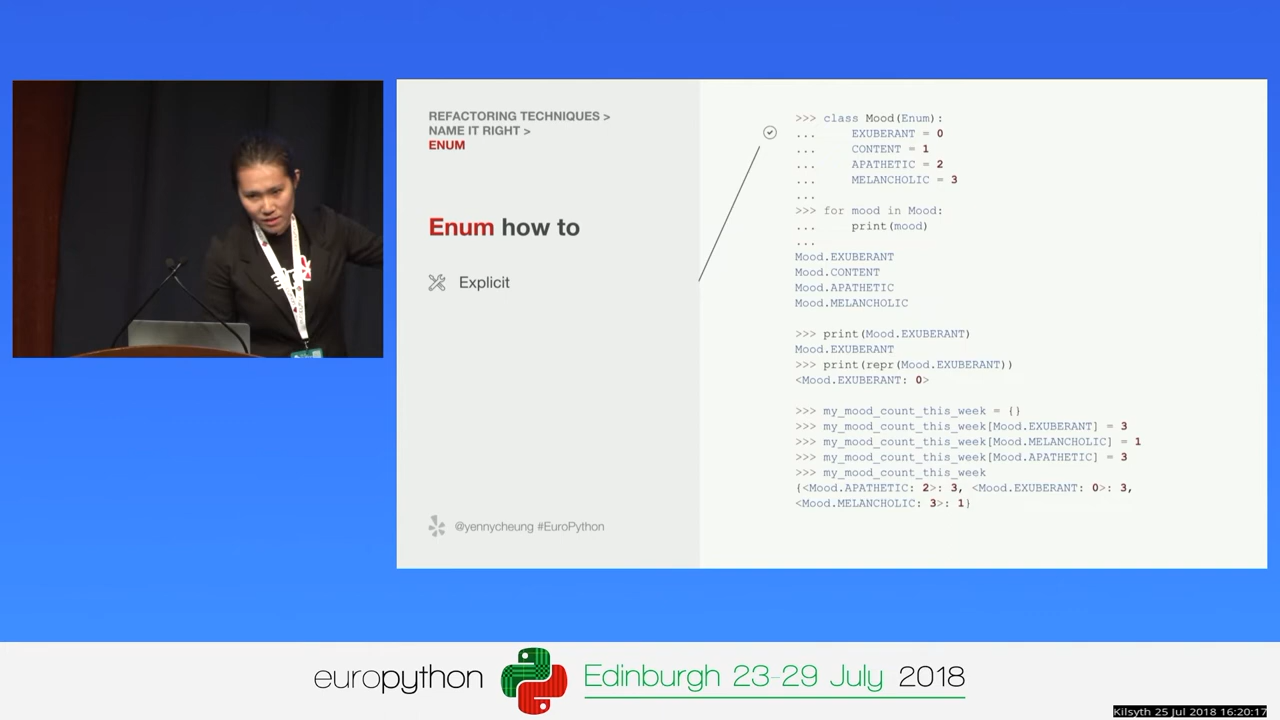 REFACTORING TECHNIQUES >
NAME IT RIGHT >
ENUM
Enum how to
Explicit
@yennycheung #EuroPython
>>> class Mood(Enum):
...     EXUBERANT = 0
...     CONTENT = 1
...     APATHETIC = 2
...     MELANCHOLIC = 3
...
>>> for mood in Mood:
...     print(mood)
...
Mood.EXUBERANT
Mood.CONTENT
Mood.APATHETIC
Mood.MELANCHOLIC
>>> print(Mood.EXUBERANT)
Mood.EXUBERANT
>>> print(repr(Mood.EXUBERANT))
<Mood.EXUBERANT: 0>
>>> my_mood_count_this_week = {}
>>> my_mood_count_this_week[Mood.EXUBERANT] = 3
>>> my_mood_count_this_week[Mood.MELANCHOLIC] = 1
>>> my_mood_count_this_week[Mood.APATHETIC] = 3
>>> my_mood_count_this_week
{<Mood.APATHETIC: 2>: 3, <Mood.EXUBERANT: 0>: 3,
<Mood.MELANCHOLIC: 3>: 1}
europython Edinburgh 23-29 July 2018
Kilsyth 25 Jul 2018 16:20:17